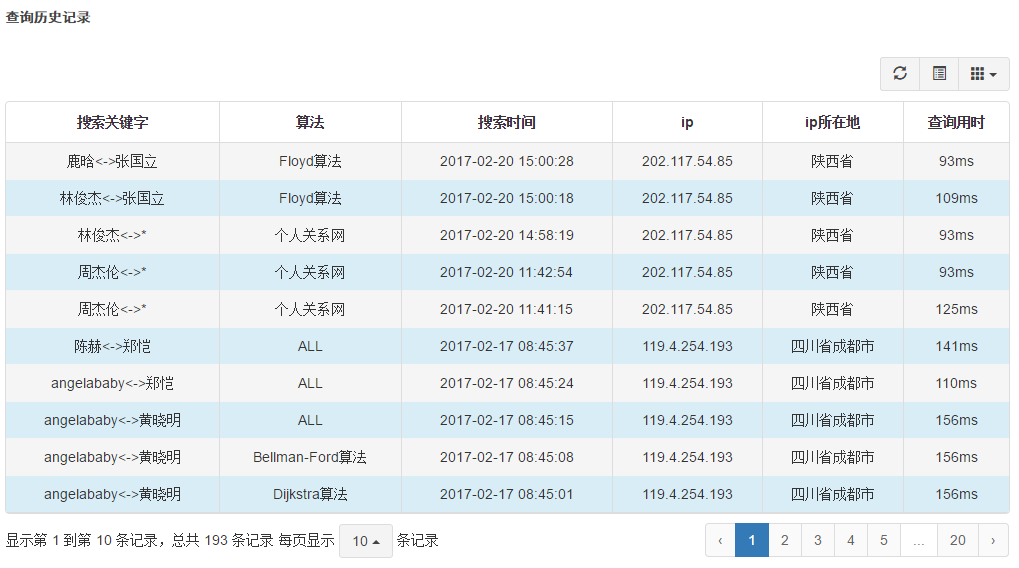 查询历史记录
搜索关键字 算法 搜索时间 ip ip所在地 查询用时
鹿晗<->张国立 Floyd算法 2017-02-20 15:00:28 202.117.54.85 陕西省 93ms
林俊杰<->张国立 Floyd算法 2017-02-20 15:00:18 202.117.54.85 陕西省 109ms
林俊杰<->* 个人关系网 2017-02-20 14:58:19 202.117.54.85 陕西省 93ms
周杰伦<->* 个人关系网 2017-02-20 11:42:54 202.117.54.85 陕西省 93ms
周杰伦<->* 个人关系网 2017-02-20 11:41:15 202.117.54.85 陕西省 125ms
陈赫<->郑恺 ALL 2017-02-17 08:45:37 119.4.254.193 四川省成都市 141ms
angelababy<->郑恺 ALL 2017-02-17 08:45:24 119.4.254.193 四川省成都市 110ms
angelababy<->黄晓明 ALL 2017-02-17 08:45:15 119.4.254.193 四川省成都市 156ms
angelababy<->黄晓明 Bellman-Ford算法 2017-02-17 08:45:08 119.4.254.193 四川省成都市 156ms
angelababy<->黄晓明 Dijkstra算法 2017-02-17 08:45:01 119.4.254.193 四川省成都市 156ms
显示第 1 到第 10 条记录，总共 193 条记录 每页显示 10 条记录 ‹ 1 2 3 4 5 ... 20 ›